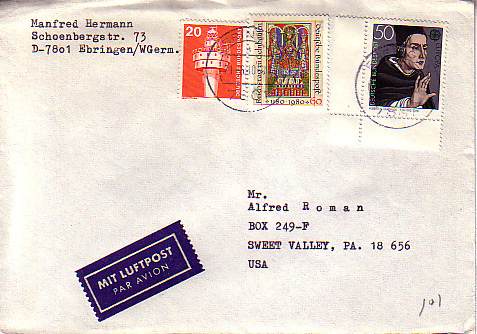 Manfred Hermann
Schoenbergstr. 73
D-7801 Ebringen/WGerm.
20
1180-1980
60
50
Mr.
Alfred Roman
BOX 249-F
SWEET VALLEY, PA. 18 656
USA
MIT LUFTPOST
PAR AVION